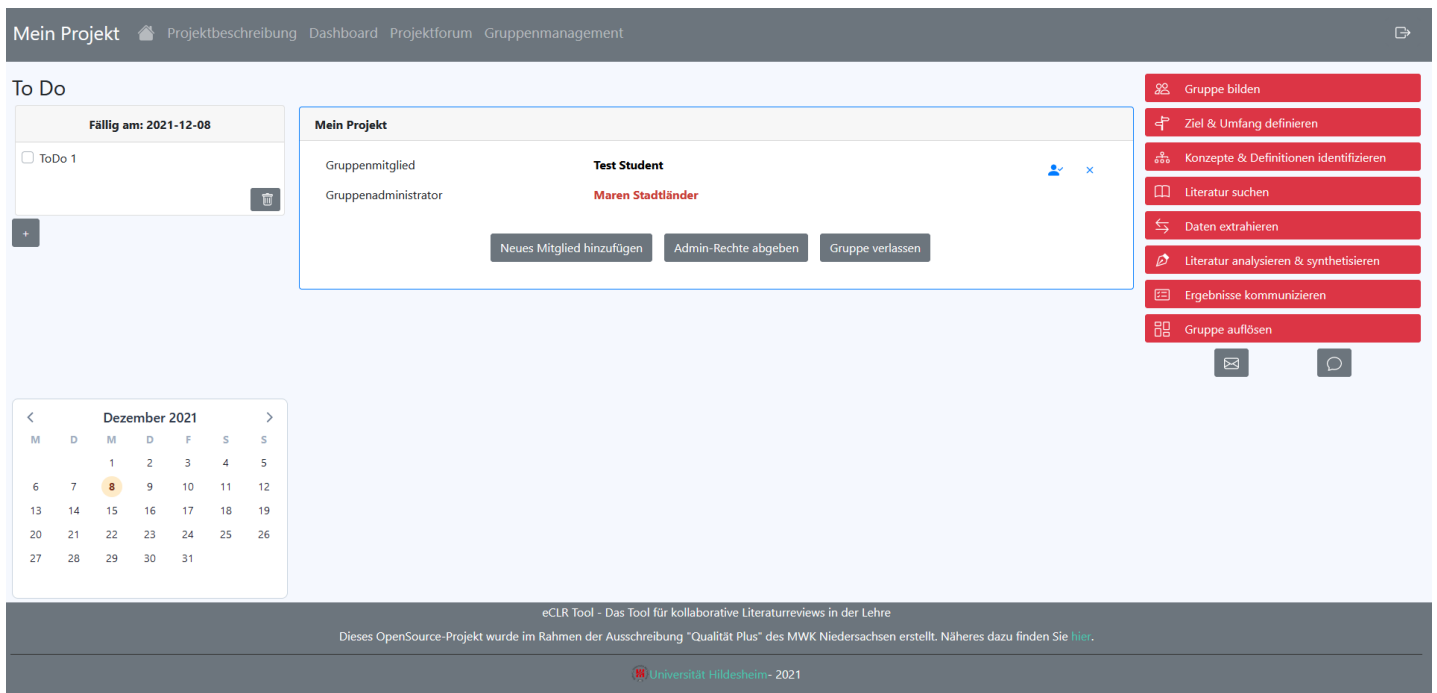 Mein Projekt Projektbeschreibung Dashboard Projektforum Gruppenmanagement
To Do
Fällig am: 2021-12-08
ToDo 1
+
Mein Projekt
Gruppenmitglied Test Student
Gruppenadministrator Maren Stadtländer
Neues Mitglied hinzufügen Admin-Rechte abgeben Gruppe verlassen
Gruppe bilden
Ziel & Umfang definieren
Konzepte & Definitionen identifizieren
Literatur suchen
Daten extrahieren
Literatur analysieren & synthetisieren
Ergebnisse kommunizieren
Gruppe auflösen
Dezember 2021
M D M D F S S
1 2 3 4 5
6 7 8 9 10 11 12
13 14 15 16 17 18 19
20 21 22 23 24 25 26
27 28 29 30 31
eCLR Tool - Das Tool für kollaborative Literaturreviews in der Lehre
Dieses OpenSource-Projekt wurde im Rahmen der Ausschreibung "Qualität Plus" des MWK Niedersachsen erstellt. Näheres dazu finden Sie hier.
Universität Hildesheim- 2021